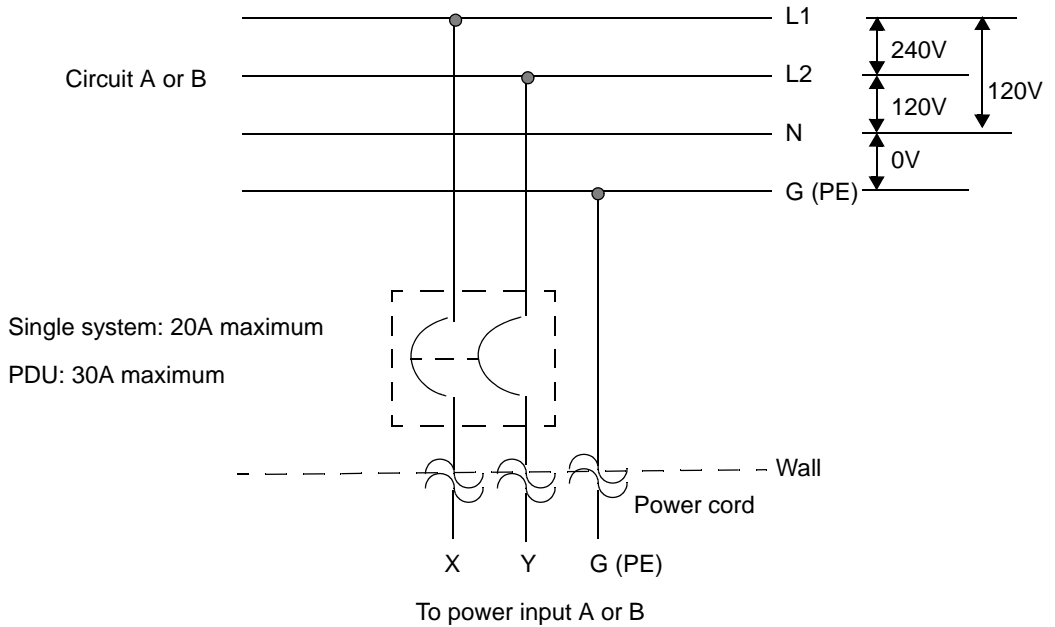 L1
240V
Circuit A or B
L2
120V
120V
N
0V
G (PE)
Single system: 20A maximum
PDU: 30A maximum
Wall
Power cord
X Y G (PE)
To power input A or B